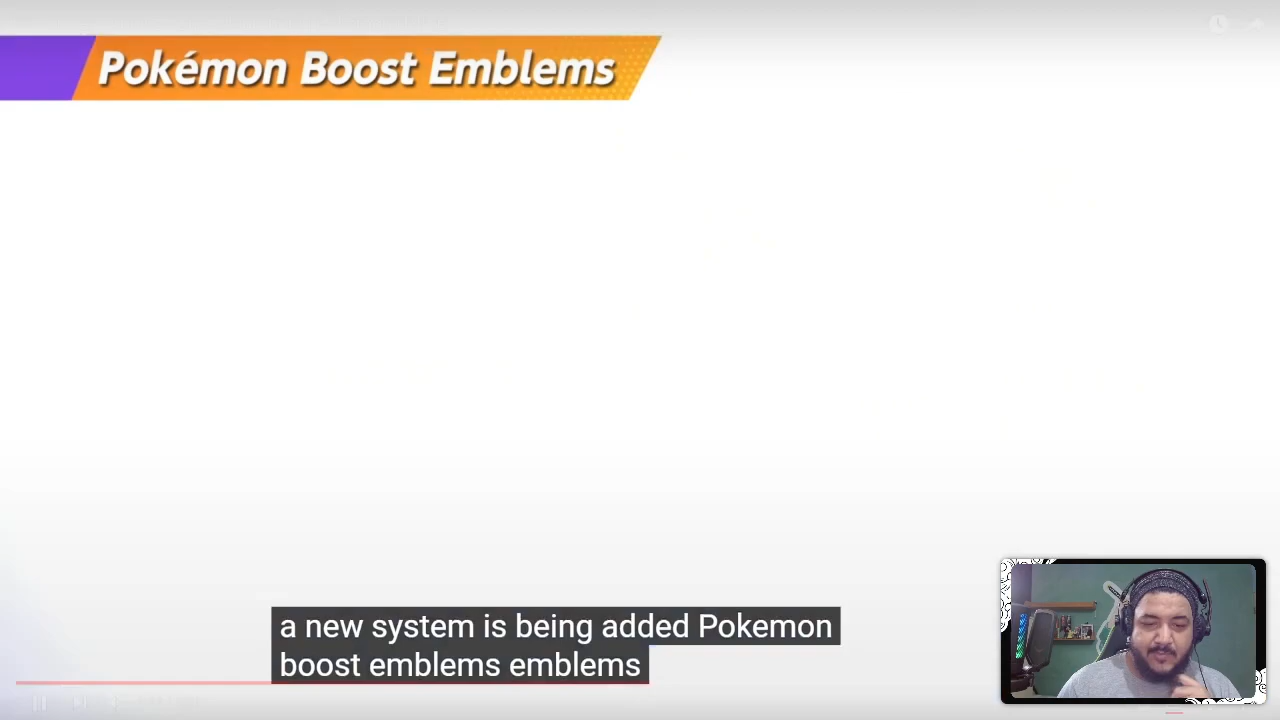 Pokémon Boost Emblems
a new system is being added Pokemon
boost emblems emblems